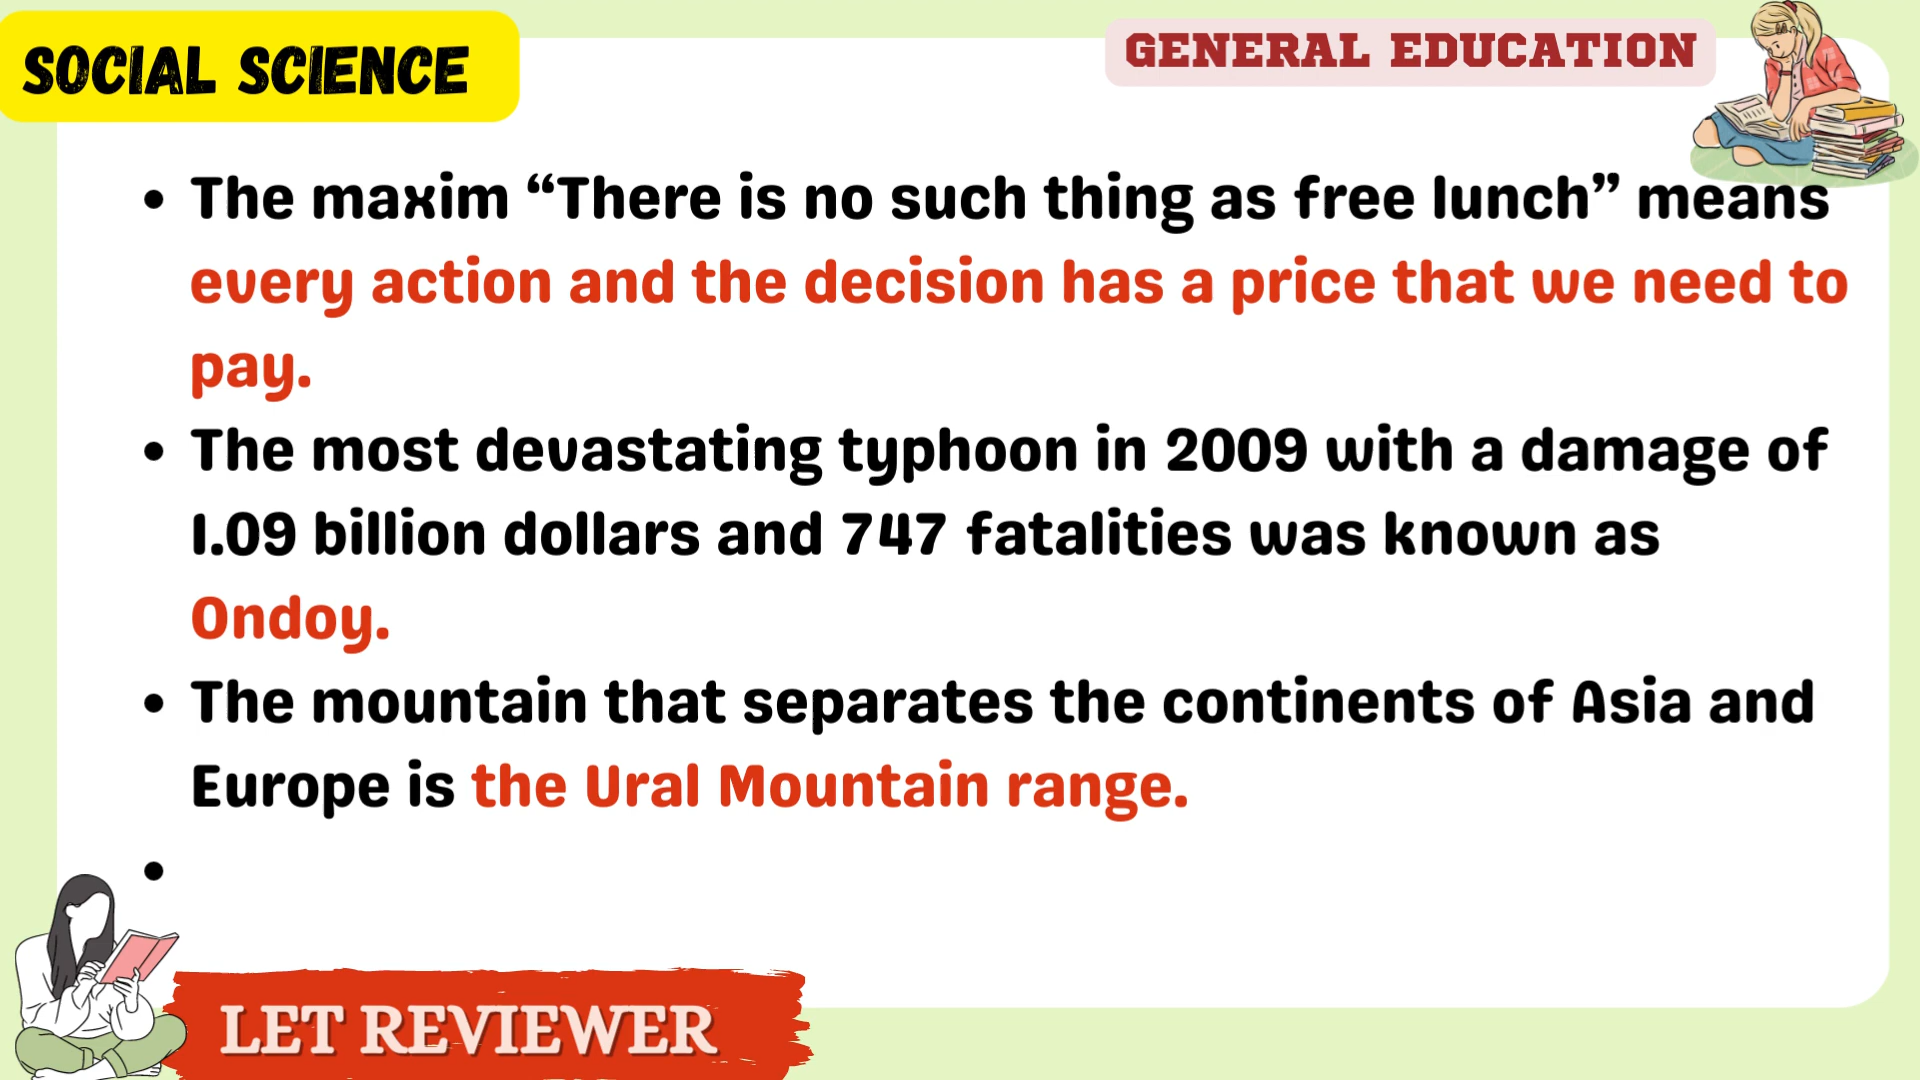 SOCIAL SCIENCE
GENERAL EDUCATION
• The maxim “There is no such thing as free lunch” means
every action and the decision has a price that we need to
pay.
• The most devastating typhoon in 2009 with a damage of
1.09 billion dollars and 747 fatalities was known as
Ondoy.
• The mountain that separates the continents of Asia and
Europe is the Ural Mountain range.
•
LET REVIEWER